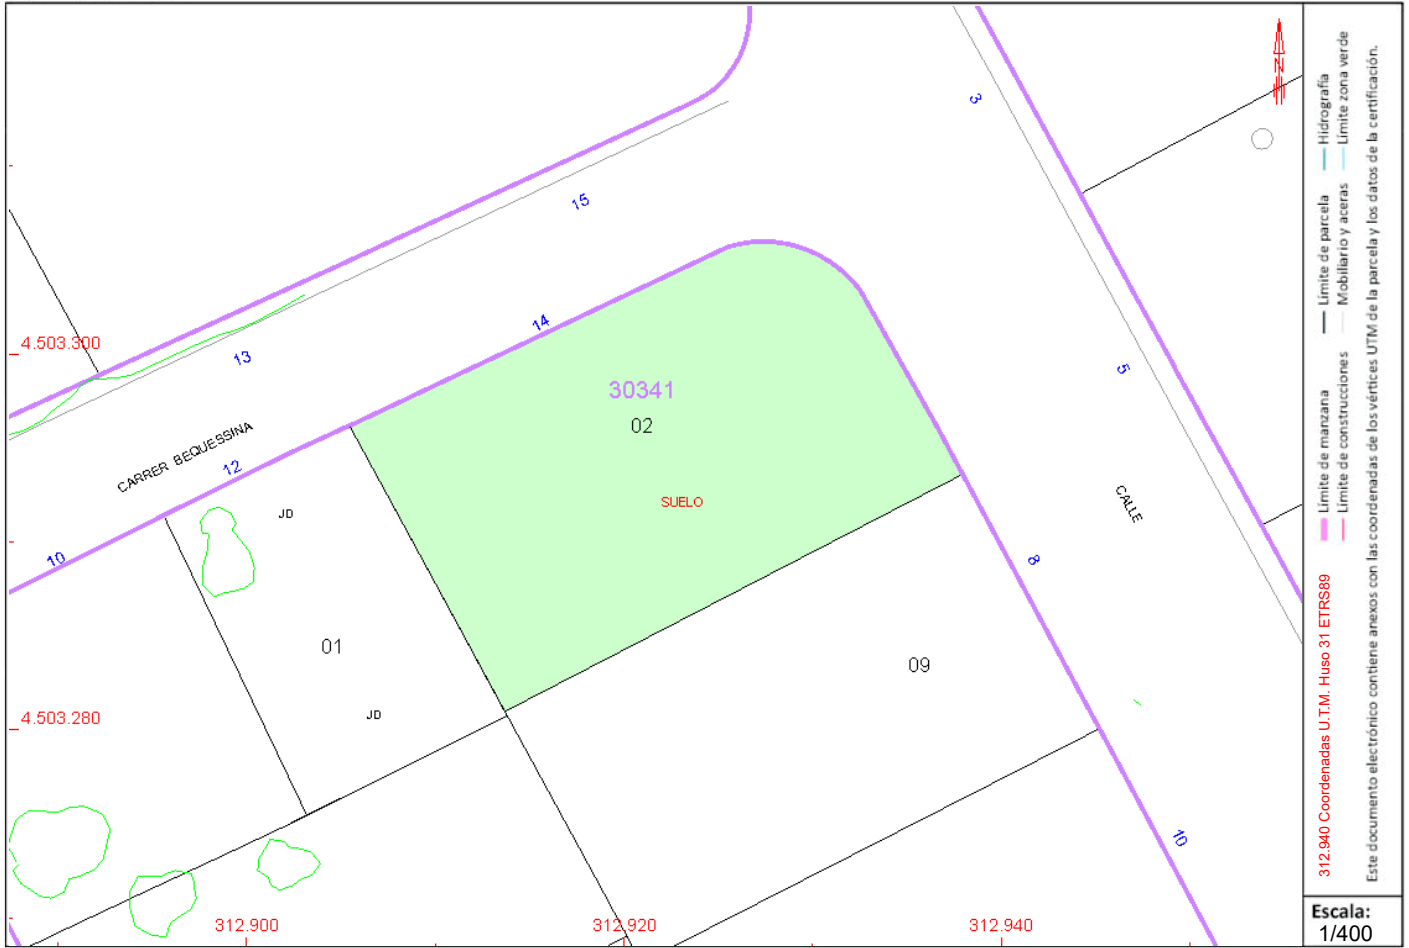 3
N
15
14
4.503.300
13
5
30341
02
CARRER BEQUESSINA
12
SUELO
CALLE
JD
10
8
01
09
4.503.280
JD
10
312.900
312.920
312.940
312.940 Coordenadas U.T.M. Huso 31 ETRS89
Límite de manzana
Límite de parcela
Hidrografía
Límite de construcciones
Mobiliario y aceras
Límite zona verde
Este documento electrónico contiene anexos con las coordenadas de los vértices UTM de la parcela y los datos de la certificación.
Escala:
1/400